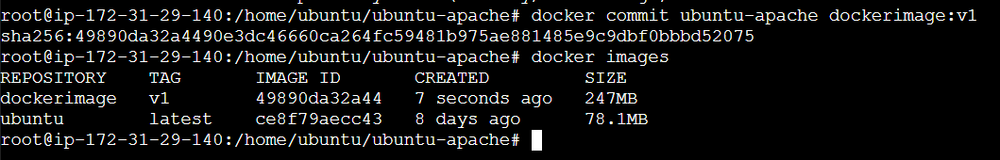 root@ip-172-31-29-140:/home/ubuntu/ubuntu-apache# docker commit ubuntu-apache dockerimage:v1
sha256:49890da32a4490e3dc46660ca264fc59481b975ae881485e9c9dbf0bbbd52075
root@ip-172-31-29-140:/home/ubuntu/ubuntu-apache# docker images
REPOSITORY TAG IMAGE ID CREATED SIZE
dockerimage v1 49890da32a44 7 seconds ago 247MB
ubuntu latest ce8f79aecc43 8 days ago 78.1MB
root@ip-172-31-29-140:/home/ubuntu/ubuntu-apache#